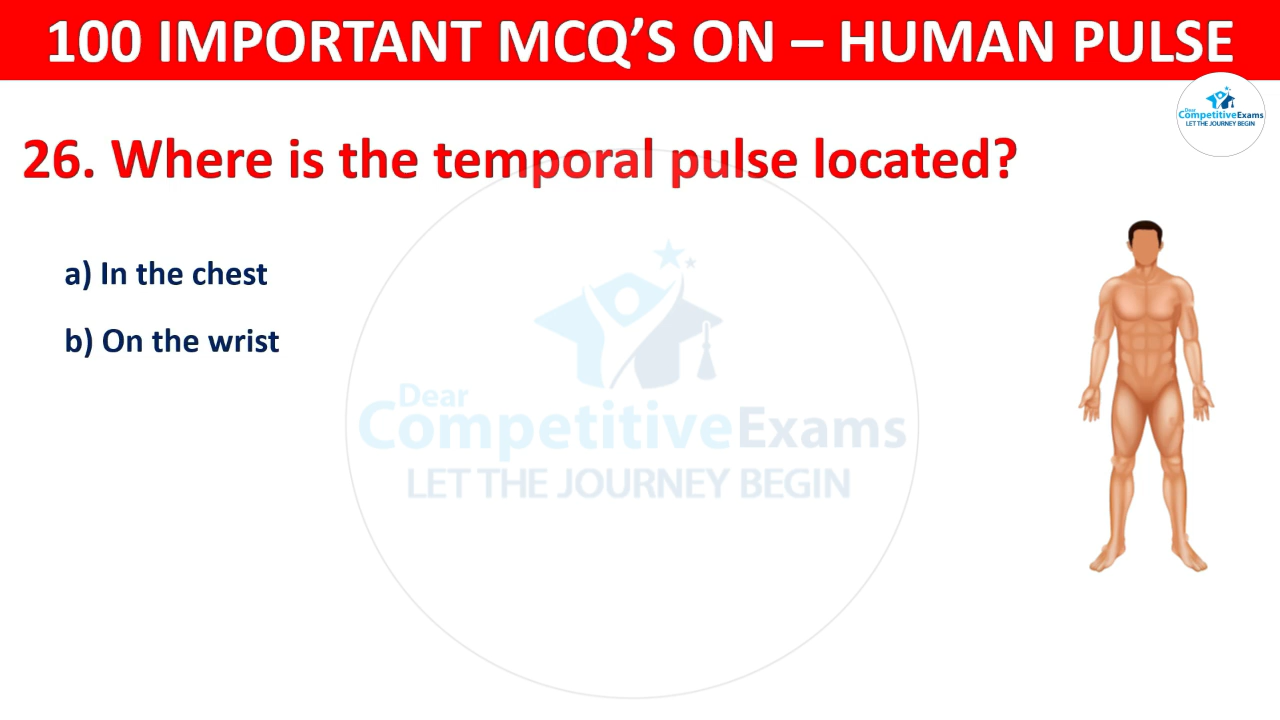 100 IMPORTANT MCQ’S ON – HUMAN PULSE
Dear
CompetitiveExams
LET THE JOURNEY BEGIN
26. Where is the temporal pulse located?
a) In the chest
b) On the wrist
Dear
CompetitiveExams
LET THE JOURNEY BEGIN